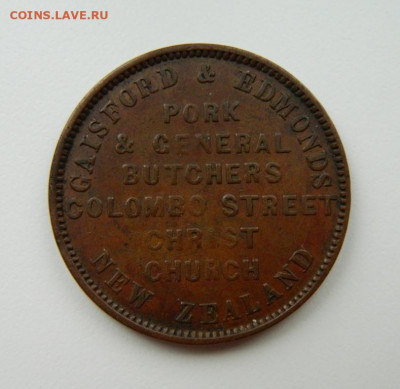 COINS.LAVE.RU
GAISFORD & EDMONDS
PORK
& GENERAL
BUTCHERS
COLOMBO STREET
CHRIST
CHURCH
NEW ZEALAND